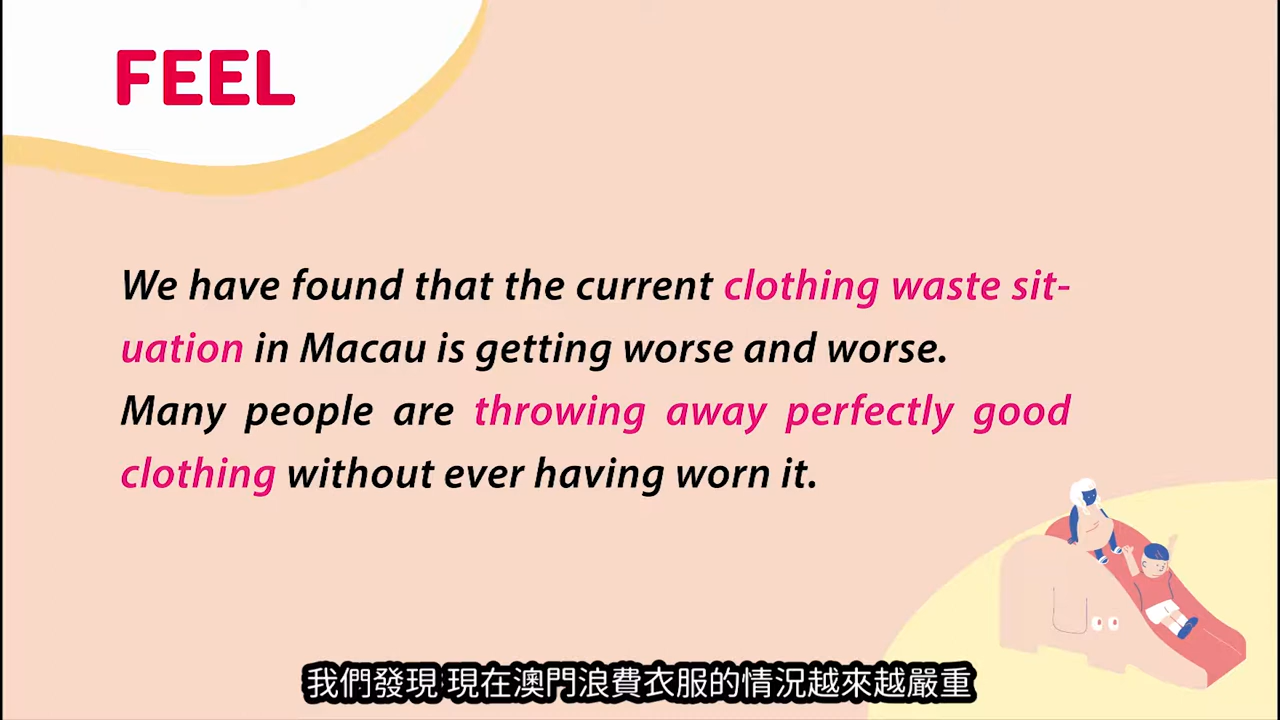 FEEL
We have found that the current clothing waste sit-
uation in Macau is getting worse and worse.
Many people are throwing away perfectly good
clothing without ever having worn it.
我們發現 現在澳門浪費衣服的情況越來越嚴重